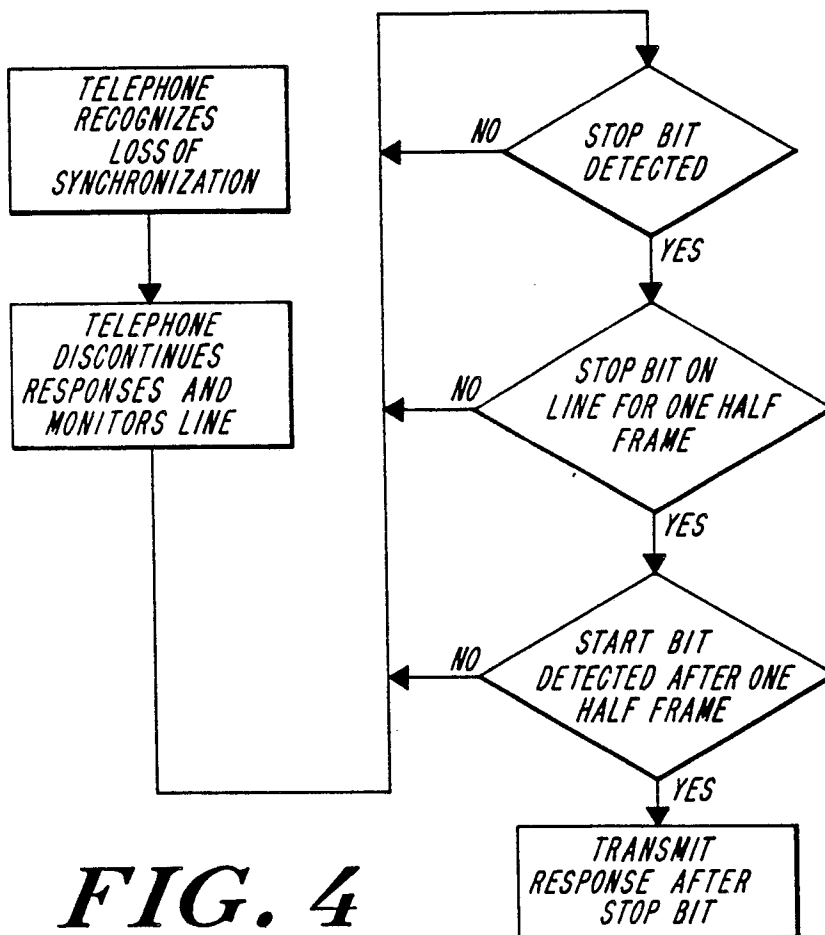 TELEPHONE
RECOGNIZES
LOSS OF
SYNCHRONIZATION
TELEPHONE
DISCONTINUES
RESPONSES AND
MONITORS LINE
STOP BIT
DETECTED
NO
YES
STOP BIT ON
LINE FOR ONE HALF
FRAME
NO
YES
START BIT
DETECTED AFTER ONE
HALF FRAME
NO
YES
TRANSMIT
RESPONSE AFTER
STOP BIT
FIG. 4